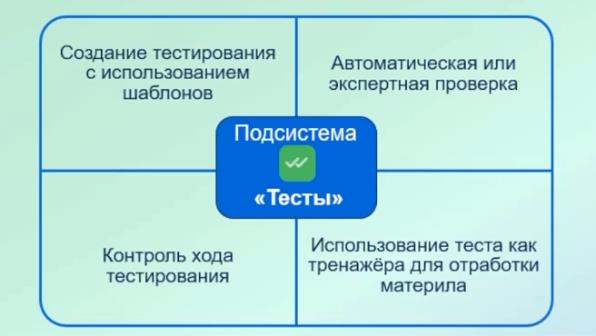 Создание тестирования
с использованием
шаблонов
Автоматическая или
экспертная проверка
Подсистема
«Тесты»
Контроль хода
тестирования
Использование теста как
тренажёра для отработки
материла